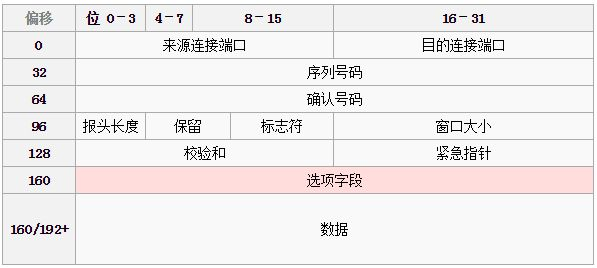 偏移 位 0-3 4-7 8-15 16-31
0 来源连接端口 目的连接端口
32 序列号码
64 确认号码
96 报头长度 保留 标志符 窗口大小
128 校验和 紧急指针
160 选项字段
160/192+ 数据